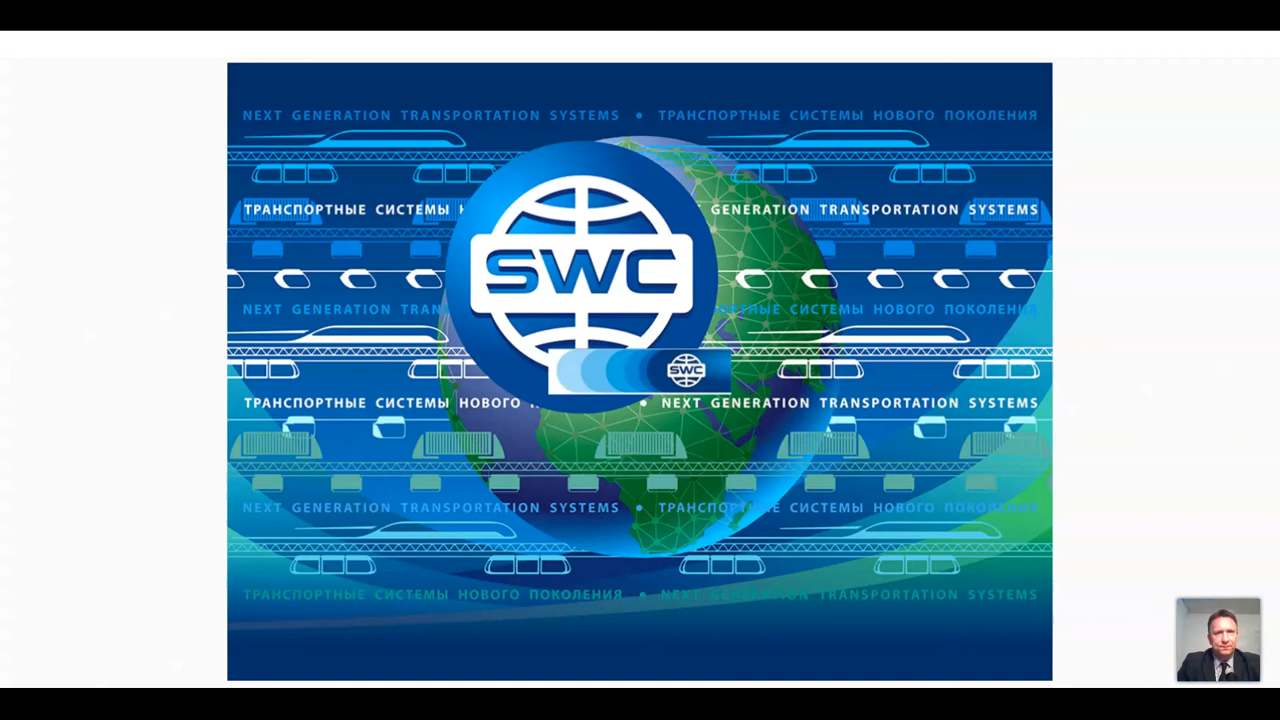 NEXT GENERATION TRANSPORTATION SYSTEMS • ТРАНСПОРТНЫЕ СИСТЕМЫ НОВОГО ПОКОЛЕНИЯ
ТРАНСПОРТНЫЕ СИСТЕМЫ GENERATION TRANSPORTATION SYSTEMS
SWC
NEXT GENERATION СИСТЕМЫ НОВОГО ПОКОЛЕНИЯ
SWC
ТРАНСПОРТНЫЕ СИСТЕМЫ НОВОГО • NEXT GENERATION TRANSPORTATION SYSTEMS
NEXT GENERATION TRANSPORTATION SYSTEMS • ТРАНСПОРТНЫЕ СИСТЕМЫ НОВОГО ПОКОЛЕНИЯ
ТРАНСПОРТНЫЕ СИСТЕМЫ НОВОГО ПОКОЛЕНИЯ • NEXT GENERATION TRANSPORTATION SYSTEMS